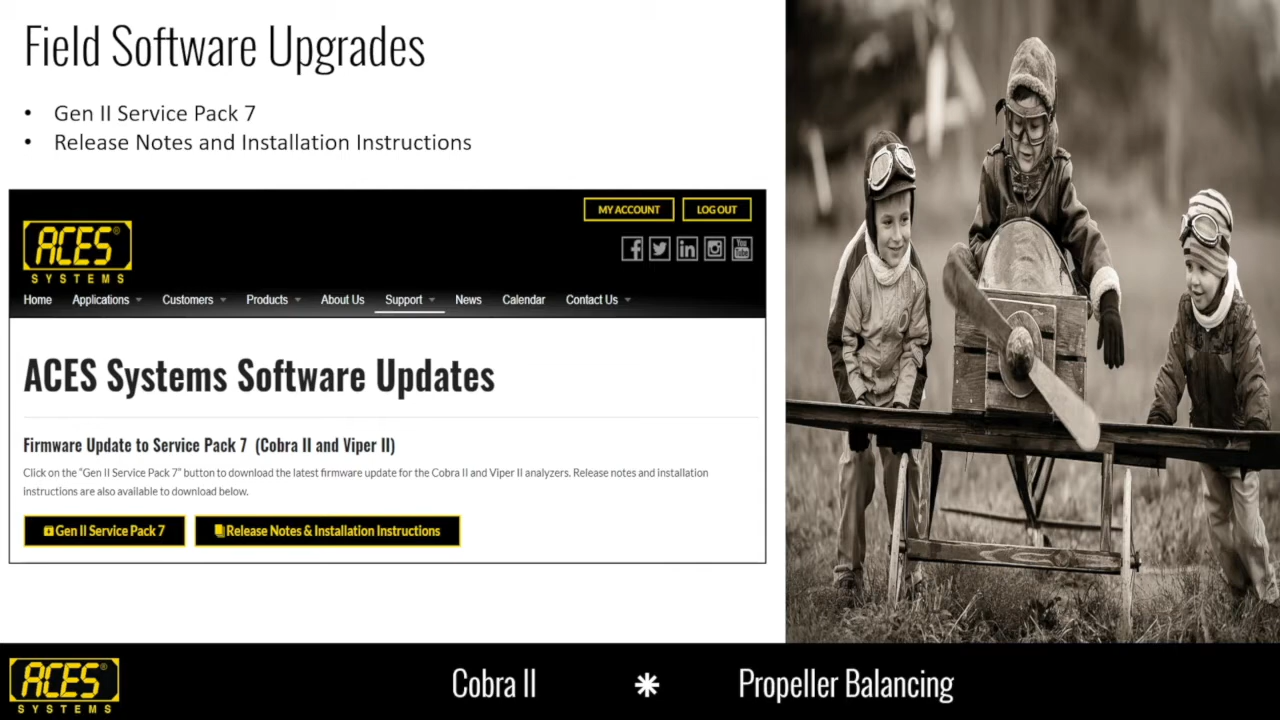 Field Software Upgrades
• Gen II Service Pack 7
• Release Notes and Installation Instructions
MY ACCOUNT LOG OUT
ACES®
SYSTEMS
You Tube
Home Applications Customers Products About Us Support News Calendar Contact Us
ACES Systems Software Updates
Firmware Update to Service Pack 7 (Cobra II and Viper II)
Click on the "Gen II Service Pack 7" button to download the latest firmware update for the Cobra II and Viper II analyzers. Release notes and installation
instructions are also available to download below.
Gen II Service Pack 7 Release Notes & Installation Instructions
ACES®
SYSTEMS
Cobra II * Propeller Balancing